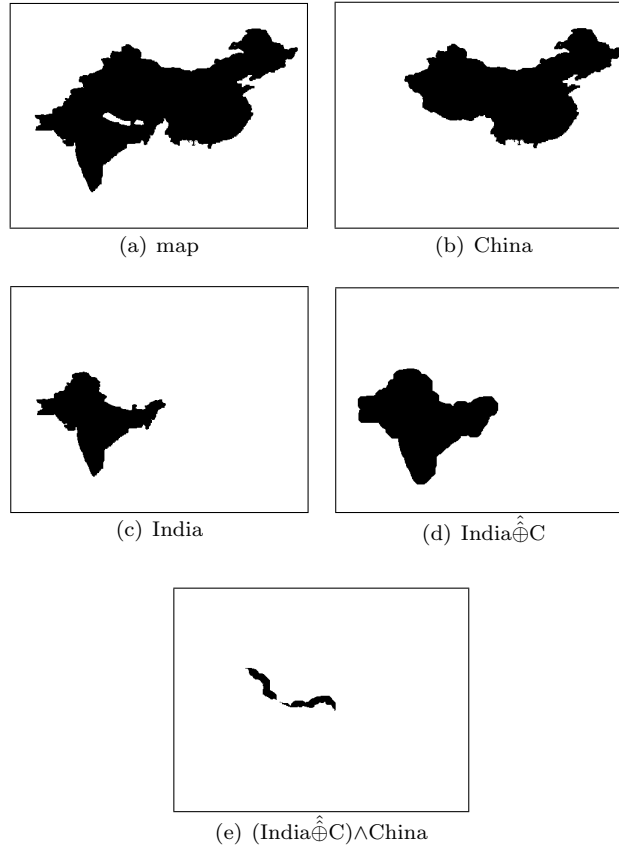 (a) map
(b) China
(c) India
(d) India⊕̂̂C
(e) (India⊕̂̂C)∧China